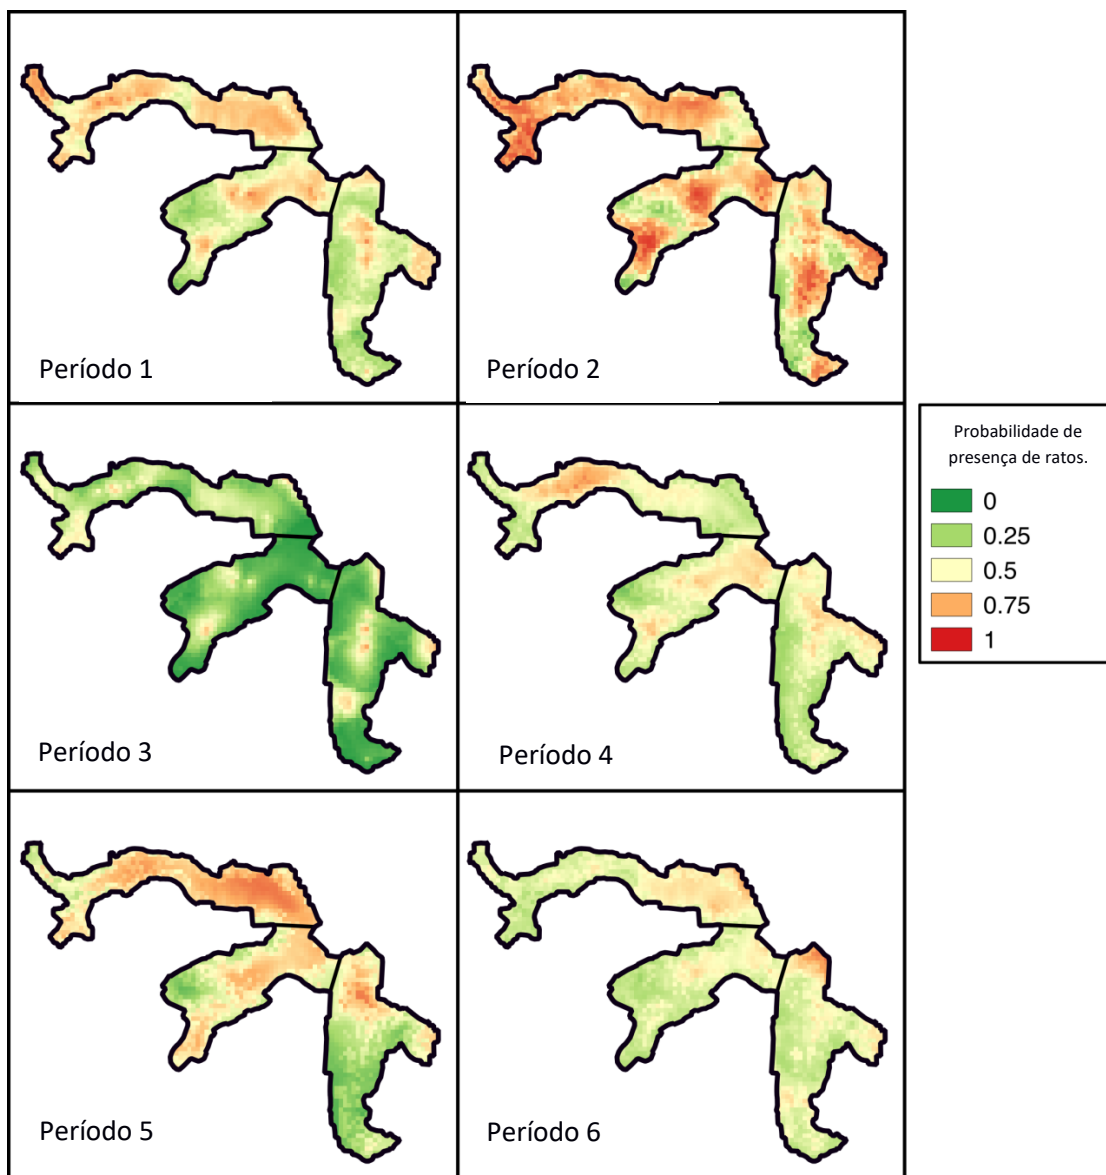 Período 1
Período 2
Período 3
Período 4
Probabilidade de
presença de ratos.
0
0.25
0.5
0.75
1
Período 5
Período 6